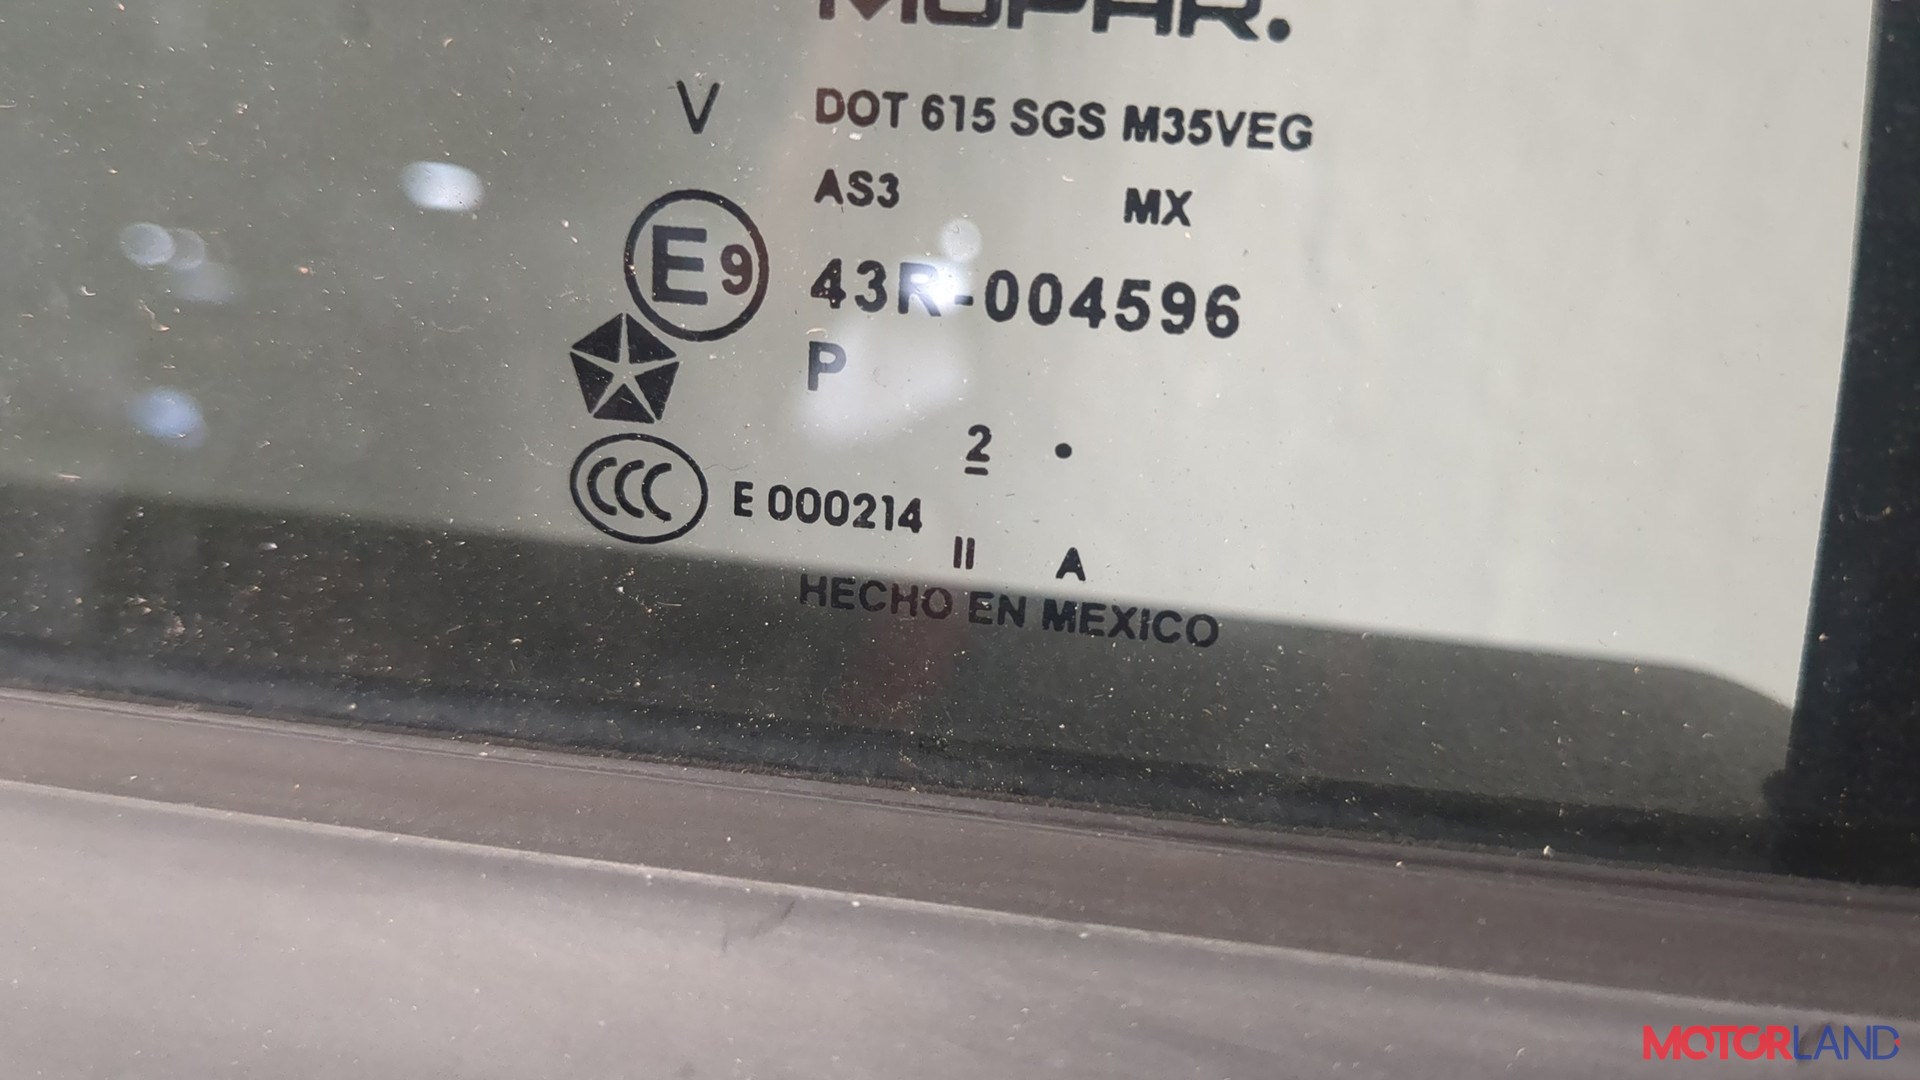 MOPAR.
V DOT 615 SGS M35VEG
AS3 MX
E9 43R-004596
P
2 •
CCC E 000214
II A
HECHO EN MEXICO
MOTORLAND